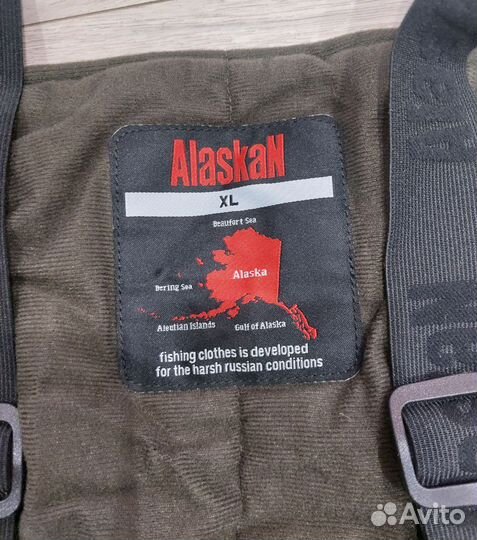 AlaskaN
XL
Beaufort Sea
Alaska
Bering Sea
Aleutian Islands
Gulf of Alaska
fishing clothes is developed
for the harsh russian conditions
Avito